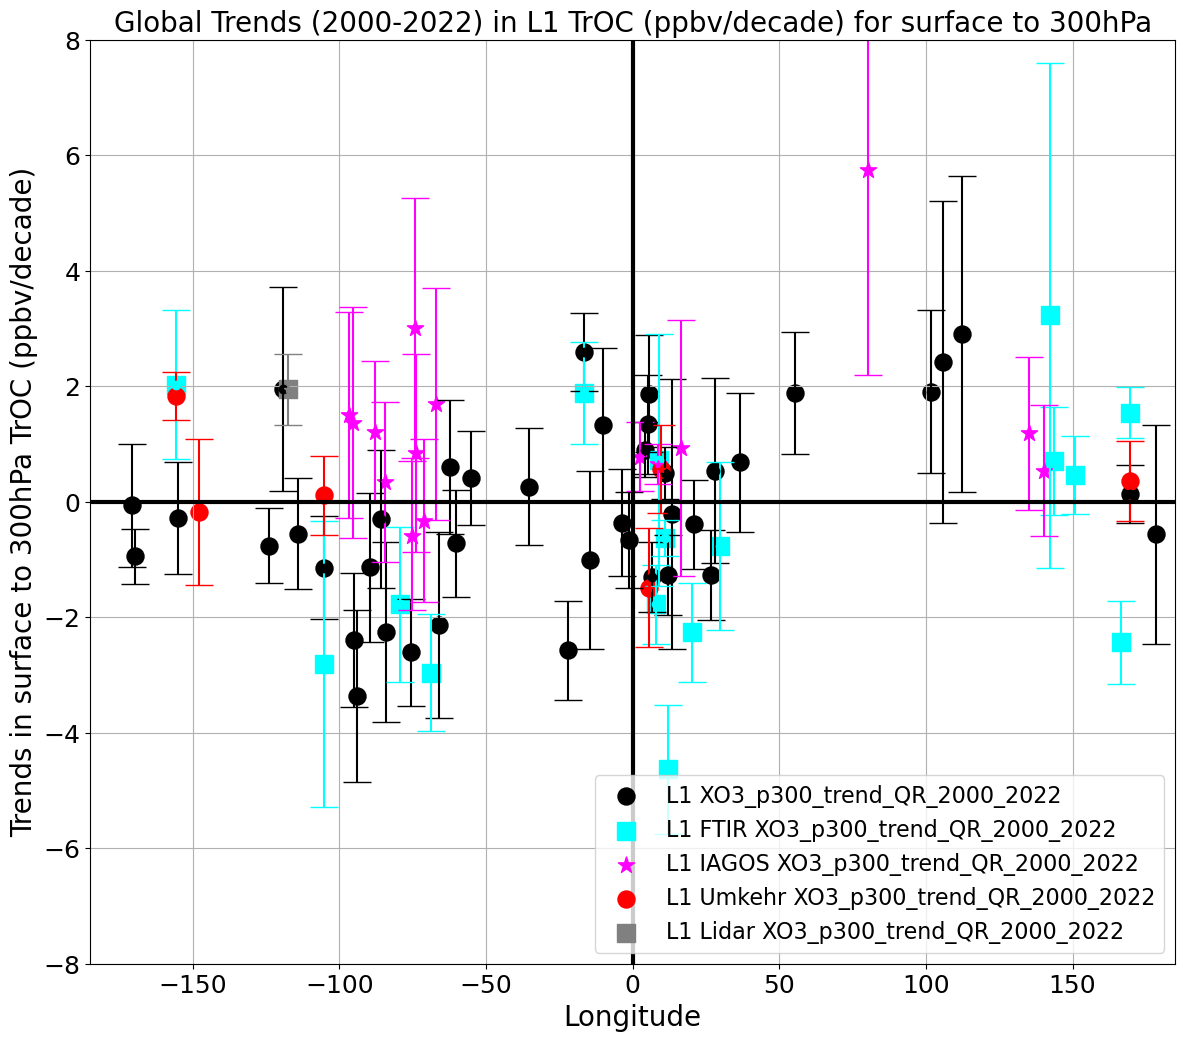 Global Trends (2000-2022) in L1 TrOC (ppbv/decade) for surface to 300hPa
Trends in surface to 300hPa TrOC (ppbv/decade)
8
6
4
2
0
−2
−4
−6
−8
L1 XO3_p300_trend_QR_2000_2022
L1 FTIR XO3_p300_trend_QR_2000_2022
L1 IAGOS XO3_p300_trend_QR_2000_2022
L1 Umkehr XO3_p300_trend_QR_2000_2022
L1 Lidar XO3_p300_trend_QR_2000_2022
−150 −100 −50 0 50 100 150
Longitude